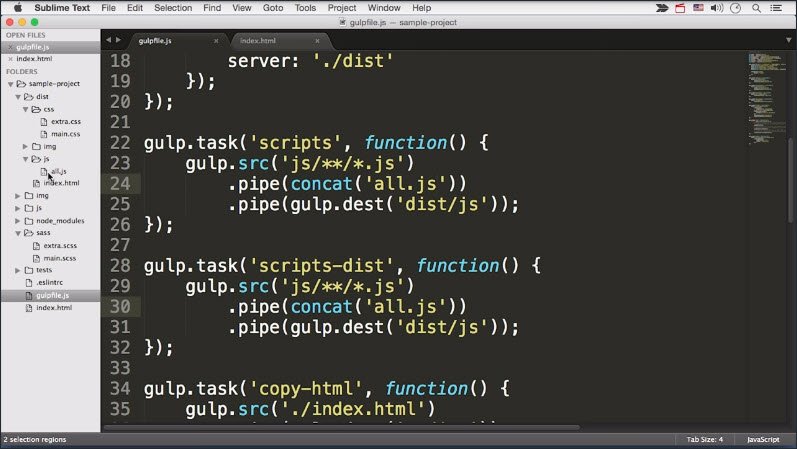 Sublime Text File Edit Selection Find View Goto Tools Project Window Help
gulpfile.js — sample-project
OPEN FILES
gulpfile.js
index.html
FOLDERS
sample-project
dist
css
extra.css
main.css
img
js
all.js
index.html
img
js
node_modules
sass
extra.scss
main.scss
tests
.eslintrc
gulpfile.js
index.html
gulpfile.js index.html
18 server: './dist'
19 });
20 });
21
22 gulp.task('scripts', function() {
23 gulp.src('js/**/*.js')
24 .pipe(concat('all.js'))
25 .pipe(gulp.dest('dist/js'));
26 });
27
28 gulp.task('scripts-dist', function() {
29 gulp.src('js/**/*.js')
30 .pipe(concat('all.js'))
31 .pipe(gulp.dest('dist/js'));
32 });
33
34 gulp.task('copy-html', function() {
35 gulp.src('./index.html')
2 selection regions Tab Size: 4 JavaScript